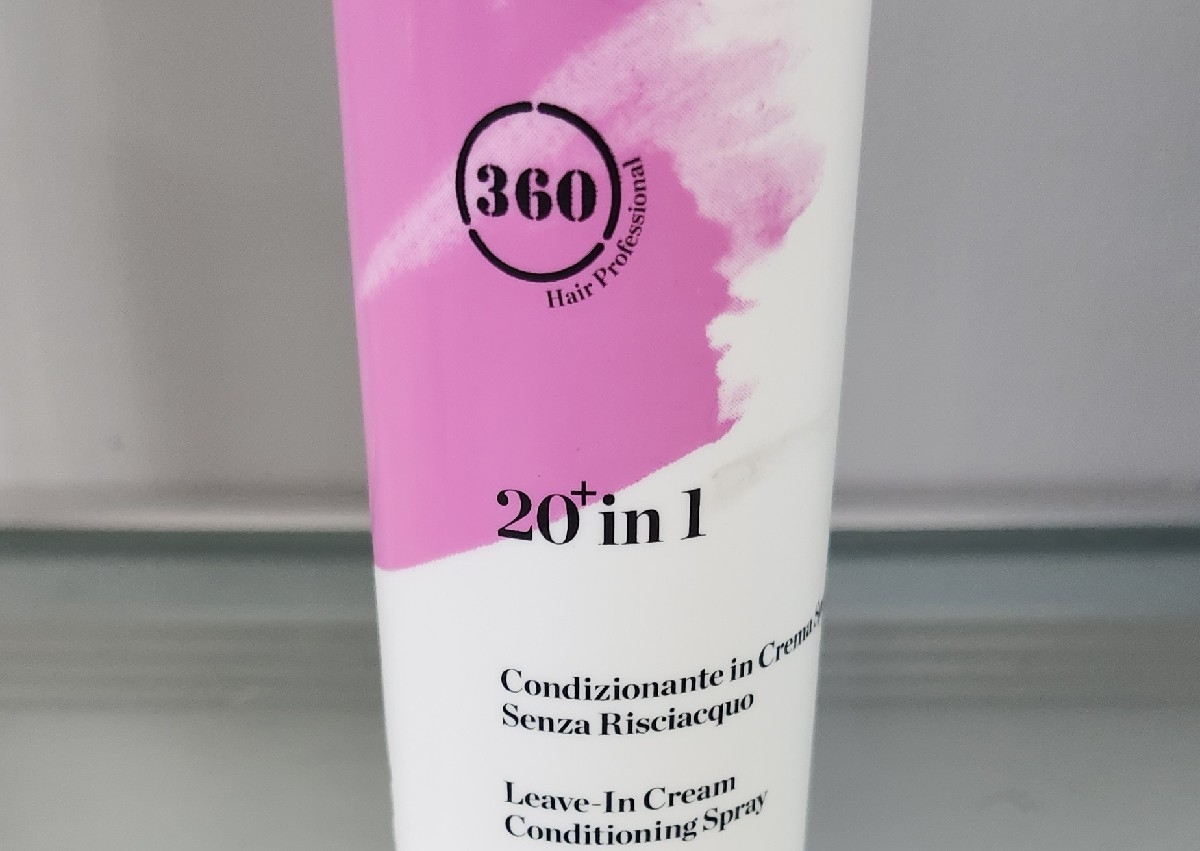 360
Hair Professional
20+ in 1
Condizionante in Crema
Senza Risciacquo
Leave-In Cream
Conditioning Spray